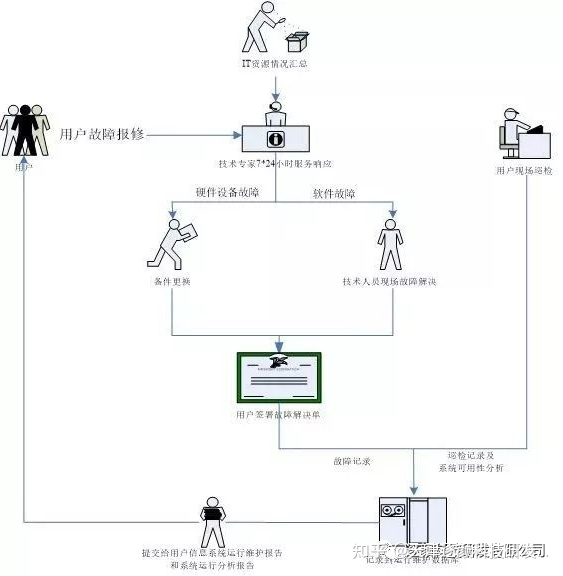 IT资源情况汇总
用户故障报修
用户
技术专家7*24小时服务响应
用户现场巡检
硬件设备故障
软件故障
备件更换
技术人员现场故障解决
用户签署故障解决单
故障记录
巡检记录及
系统可用性分析
提交给用户信息系统运行维护报告
和系统运行分析报告
记录到运行维护数据库
知乎